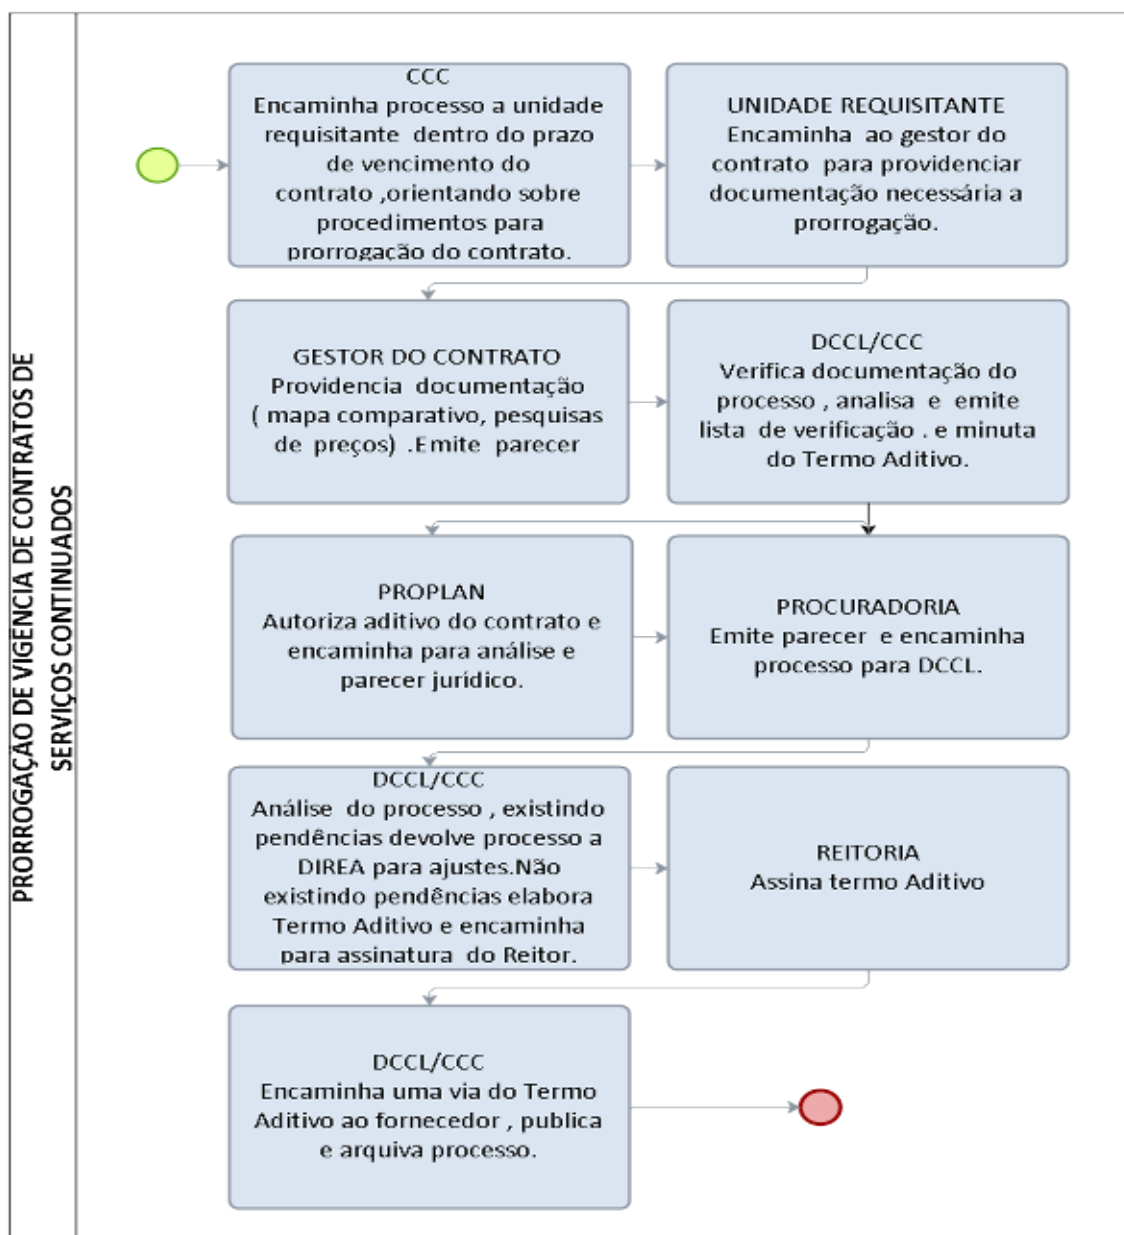 PRORROGAÇÃO DE VIGENCIA DE CONTRATOS DE
SERVIÇOS CONTINUADOS
CCC
Encaminha processo a unidade
requisitante dentro do prazo
de vencimento do
contrato ,orientando sobre
procedimentos para
prorrogação do contrato.
UNIDADE REQUISITANTE
Encaminha ao gestor do
contrato para providenciar
documentação necessária a
prorrogação.
GESTOR DO CONTRATO
Providencia documentação
( mapa comparativo, pesquisas
de preços) .Emite parecer
DCCL/CCC
Verifica documentação do
processo , analisa e emite
lista de verificação . e minuta
do Termo Aditivo.
PROPLAN
Autoriza aditivo do contrato e
encaminha para análise e
parecer jurídico.
PROCURADORIA
Emite parecer e encaminha
processo para DCCL.
DCCL/CCC
Análise do processo , existindo
pendências devolve processo a
DIREA para ajustes.Não
existindo pendências elabora
Termo Aditivo e encaminha
para assinatura do Reitor.
REITORIA
Assina termo Aditivo
DCCL/CCC
Encaminha uma via do Termo
Aditivo ao fornecedor , publica
e arquiva processo.